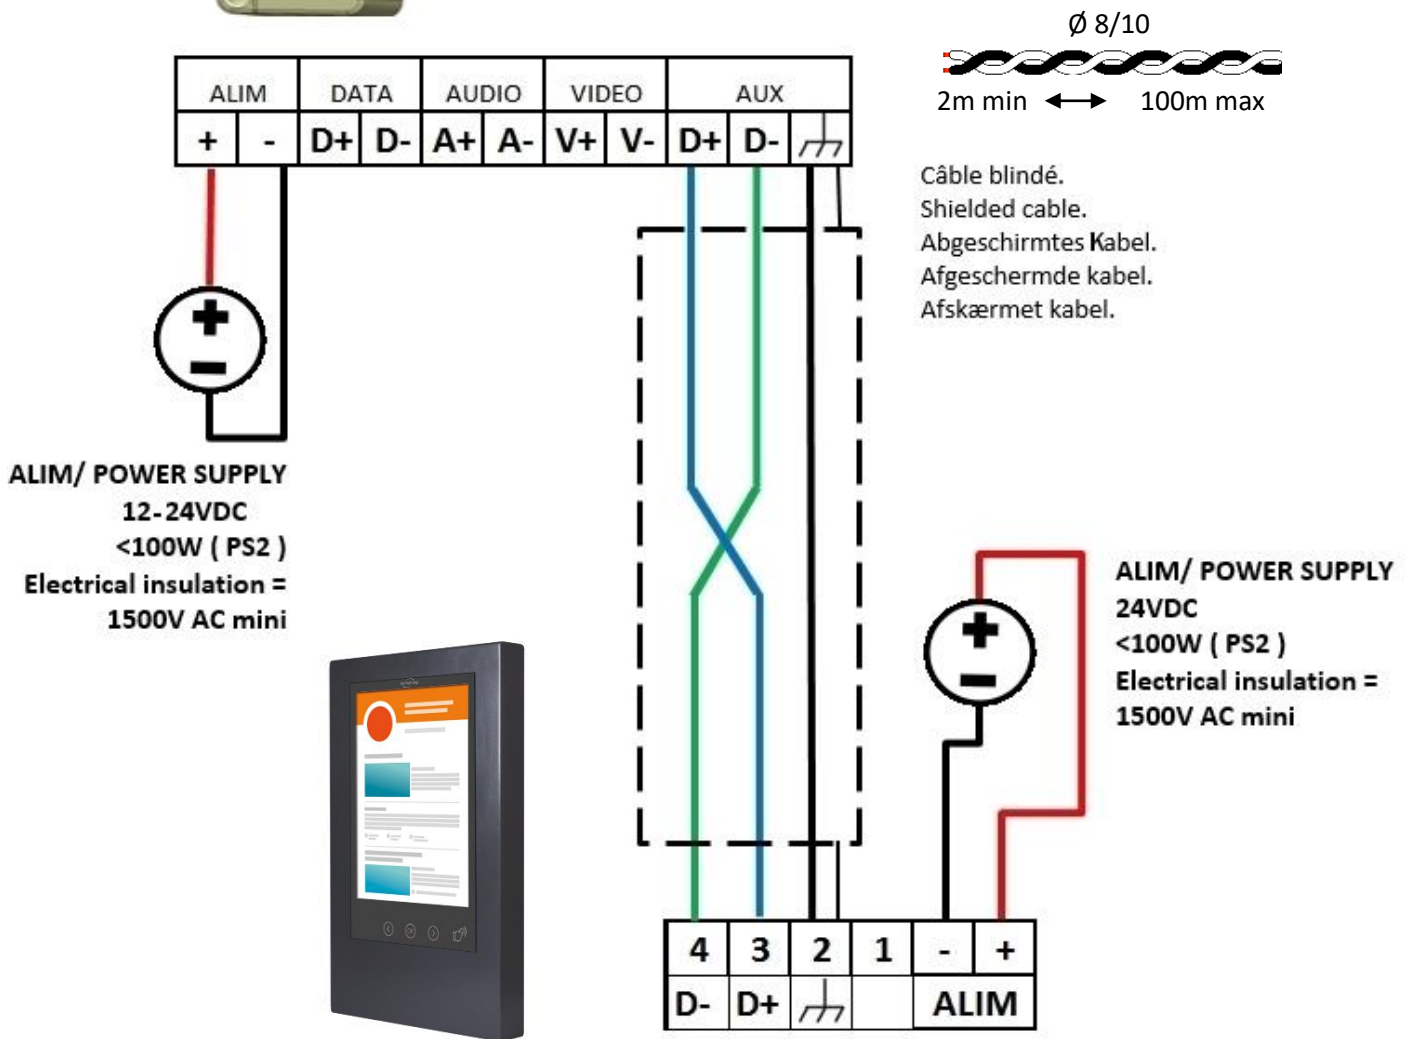 Ø 8/10
2m min 100m max
ALIM DATA AUDIO VIDEO AUX
+ - D+ D- A+ A- V+ V- D+ D-
Câble blindé.
Shielded cable.
Abgeschirmtes Kabel.
Afgeschermde kabel.
Afskærmet kabel.
+
-
ALIM/ POWER SUPPLY
12-24VDC
<100W ( PS2 )
Electrical insulation =
1500V AC mini
+
-
ALIM/ POWER SUPPLY
24VDC
<100W ( PS2 )
Electrical insulation =
1500V AC mini
4 3 2 1 - +
D- D+ ALIM